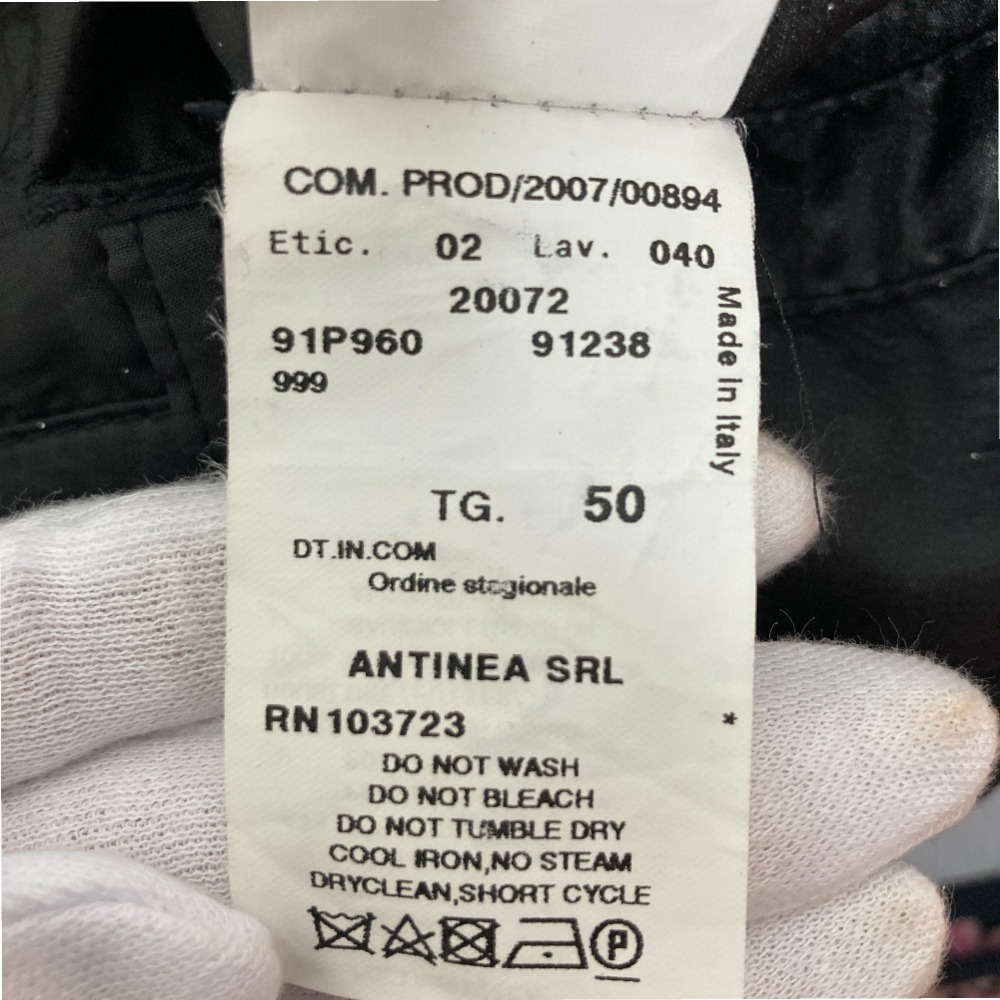 COM. PROD/2007/00894
Etic. 02 Lav. 040
20072
91P960 91238
999
Made In Italy
TG. 50
DT.IN.COM
Ordine stagionale
ANTINEA SRL
RN 103723 *
DO NOT WASH
DO NOT BLEACH
DO NOT TUMBLE DRY
COOL IRON,NO STEAM
DRYCLEAN,SHORT CYCLE
P